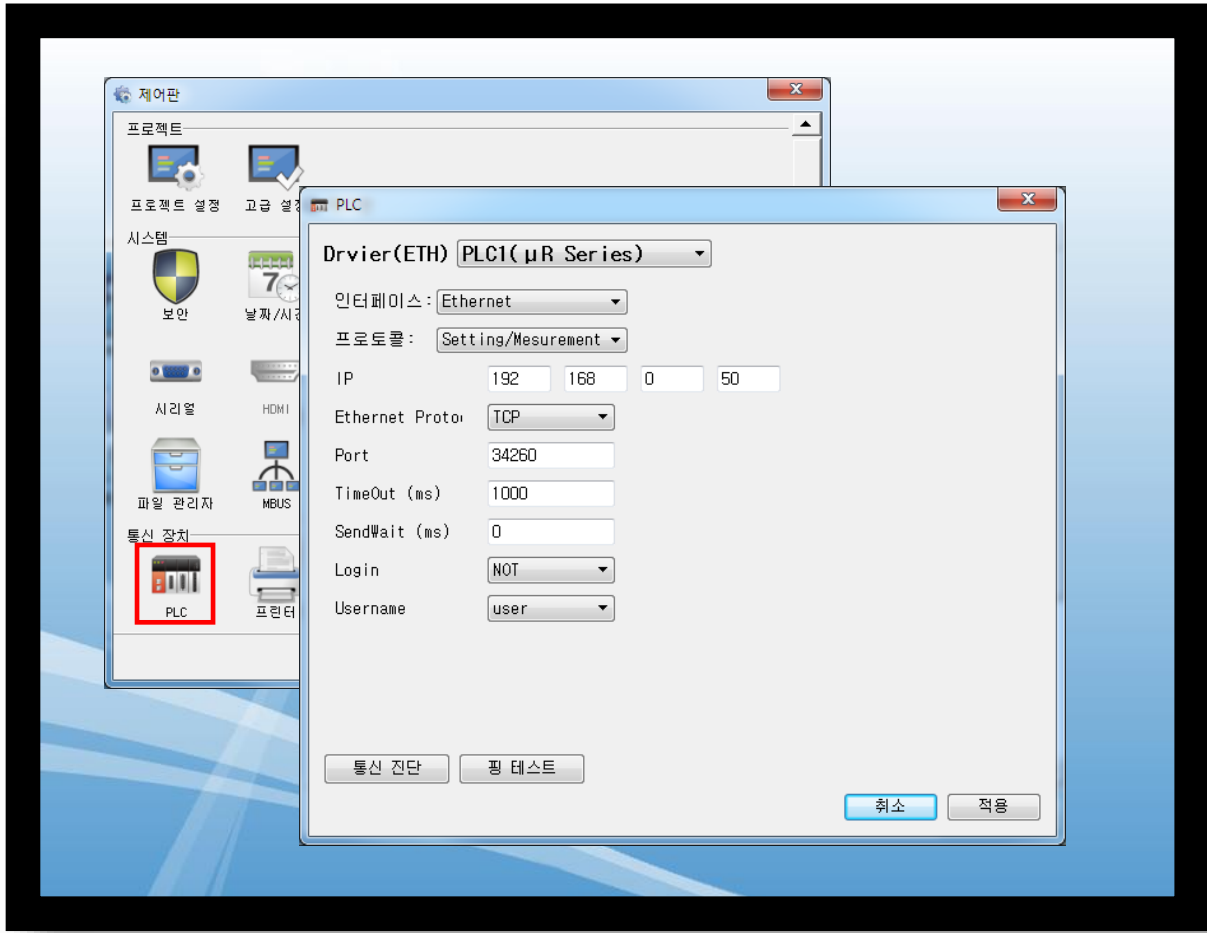 제어판
프로젝트
프로젝트 설정 고급 설정
시스템
보안 날짜/시간
7
시리얼 HDMI
파일 관리자 MBUS
통신 장치
PLC 프린터
PLC
Drvier(ETH) PLC1(μR Series)
인터페이스: Ethernet
프로토콜: Setting/Mesurement
IP 192 168 0 50
Ethernet Proto TCP
Port 34260
TimeOut (ms) 1000
SendWait (ms) 0
Login NOT
Username user
통신 진단 핑 테스트
취소 적용